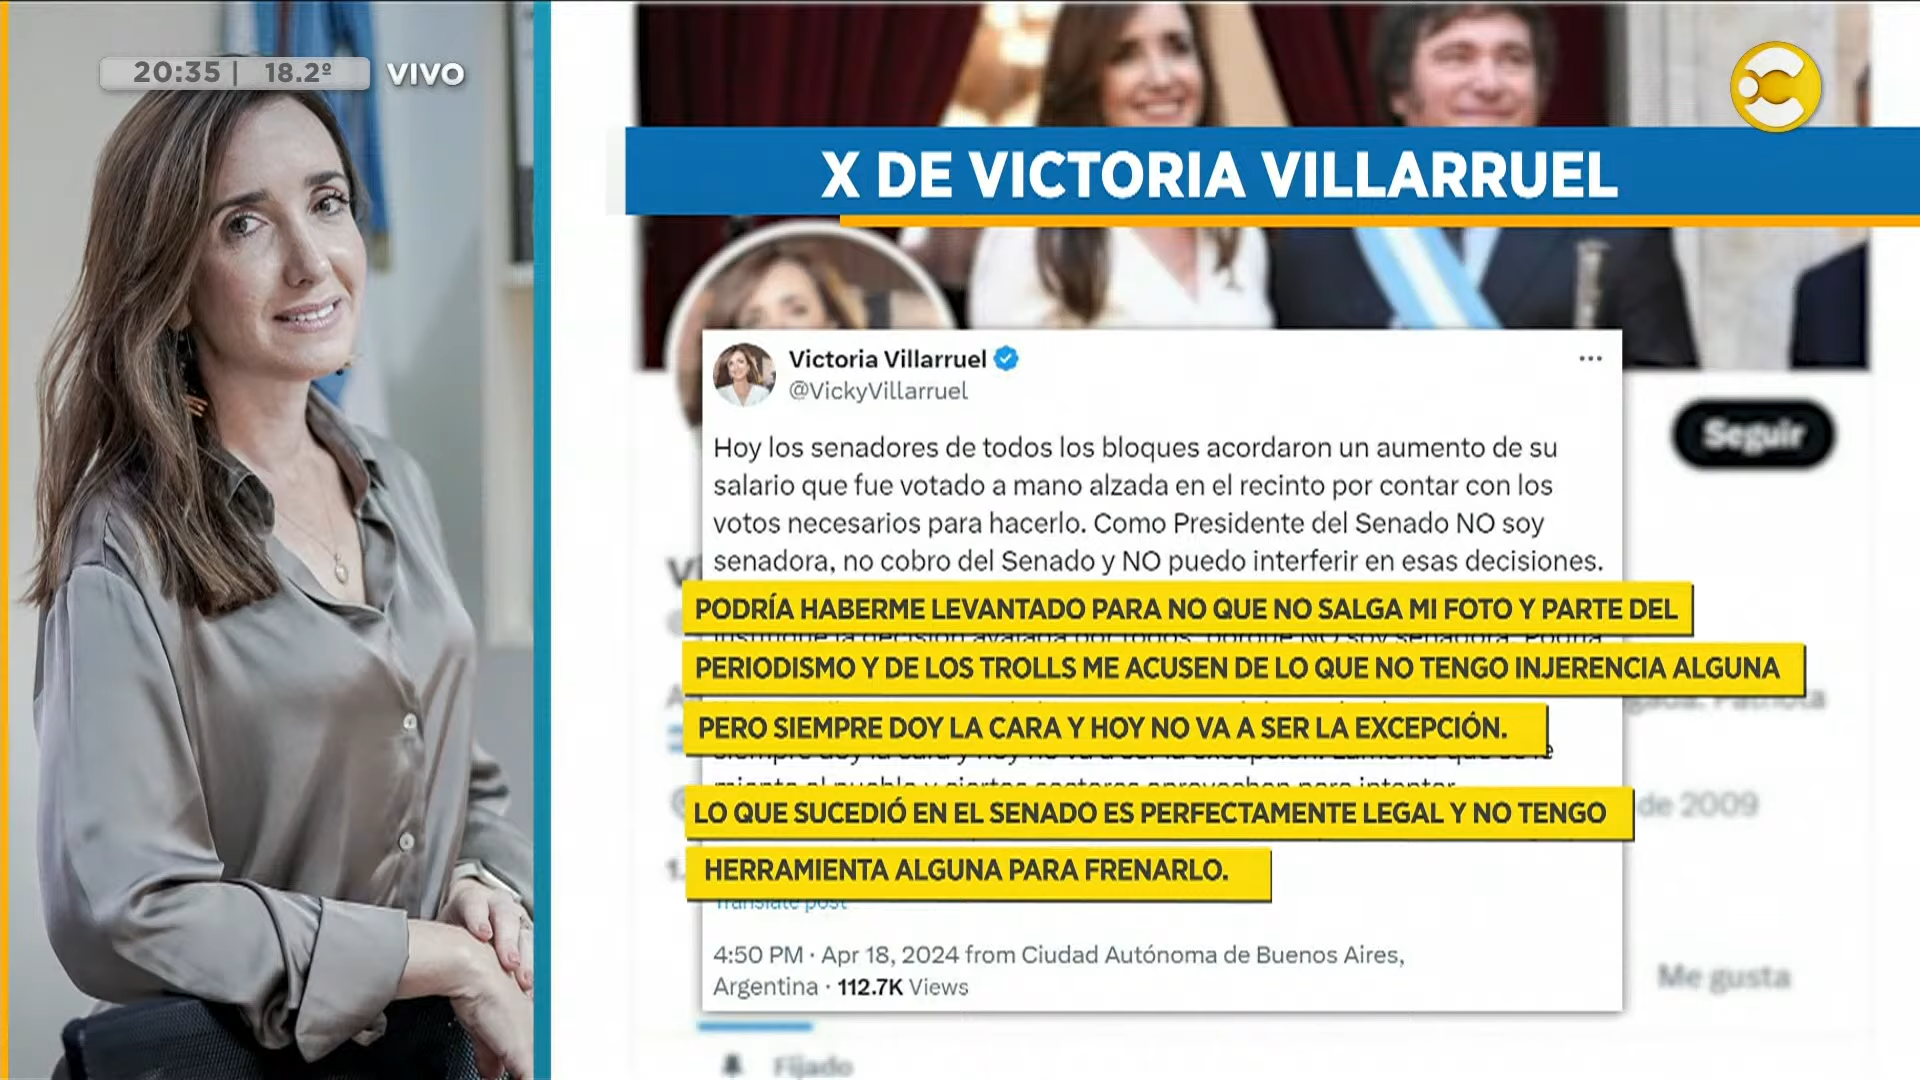 20:35 | 18.2º VIVO
X DE VICTORIA VILLARRUEL
Victoria Villarruel
@VickyVillarruel
Seguir
Hoy los senadores de todos los bloques acordaron un aumento de su
salario que fue votado a mano alzada en el recinto por contar con los
votos necesarios para hacerlo. Como Presidente del Senado NO soy
senadora, no cobro del Senado y NO puedo interferir en esas decisiones.
PODRÍA HABERME LEVANTADO PARA NO QUE NO SALGA MI FOTO Y PARTE DEL
PERIODISMO Y DE LOS TROLLS ME ACUSEN DE LO QUE NO TENGO INJERENCIA ALGUNA
PERO SIEMPRE DOY LA CARA Y HOY NO VA A SER LA EXCEPCIÓN.
LO QUE SUCEDIÓ EN EL SENADO ES PERFECTAMENTE LEGAL Y NO TENGO
de 2009
HERRAMIENTA ALGUNA PARA FRENARLO.
Translate post
4:50 PM · Apr 18, 2024 from Ciudad Autónoma de Buenos Aires,
Argentina · 112.7K Views
Me gusta
Fijado